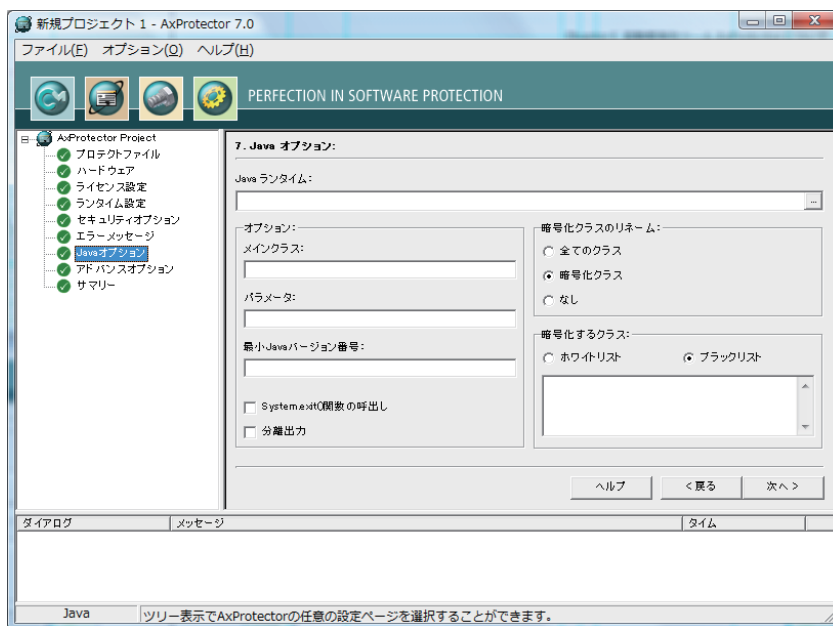 新規プロジェクト 1 - AxProtector 7.0
ファイル(F) オプション(O) ヘルプ(H)
PERFECTION IN SOFTWARE PROTECTION
AxProtector Project
プロテクトファイル
ハードウェア
ライセンス設定
ランタイム設定
セキュリティオプション
エラーメッセージ
Javaオプション
アドバンスオプション
サマリー
7. Java オプション:
Java ランタイム:
...
オプション:
メインクラス:
パラメータ:
最小Javaバージョン番号:
System.exit()関数の呼出し
分離出力
暗号化クラスのリネーム:
全てのクラス
暗号化クラス
なし
暗号化するクラス:
ホワイトリスト ブラックリスト
ヘルプ <戻る 次へ>
ダイアログ メッセージ タイム
Java ツリー表示でAxProtectorの任意の設定ページを選択することができます。